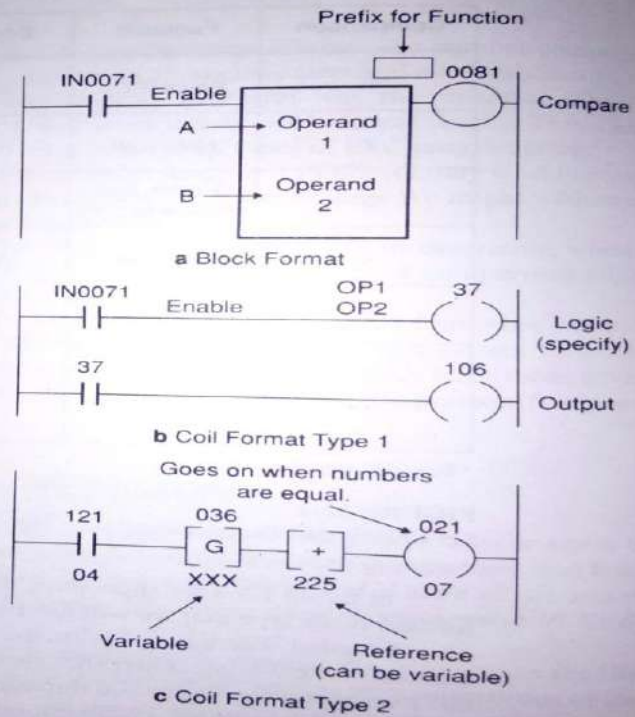 Prefix for Function
IN0071
Enable
0081
Compare
A
Operand
1
B
Operand
2
a Block Format
IN0071
Enable
OP1
OP2
37
Logic
(specify)
37
106
Output
b Coil Format Type 1
Goes on when numbers
are equal.
121
036
021
G
+
04
XXX
225
07
Variable
Reference
(can be variable)
c Coil Format Type 2